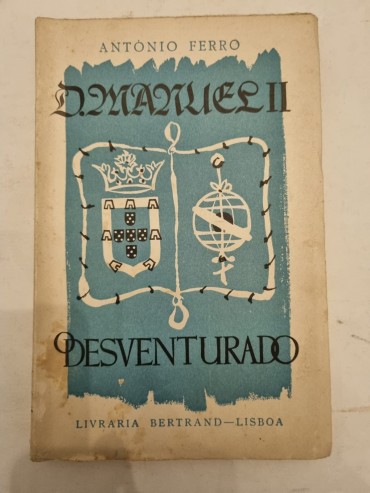 ANTÓNIO FERRO
D. MANUEL II
O DESVENTURADO
LIVRARIA BERTRAND—LISBOA